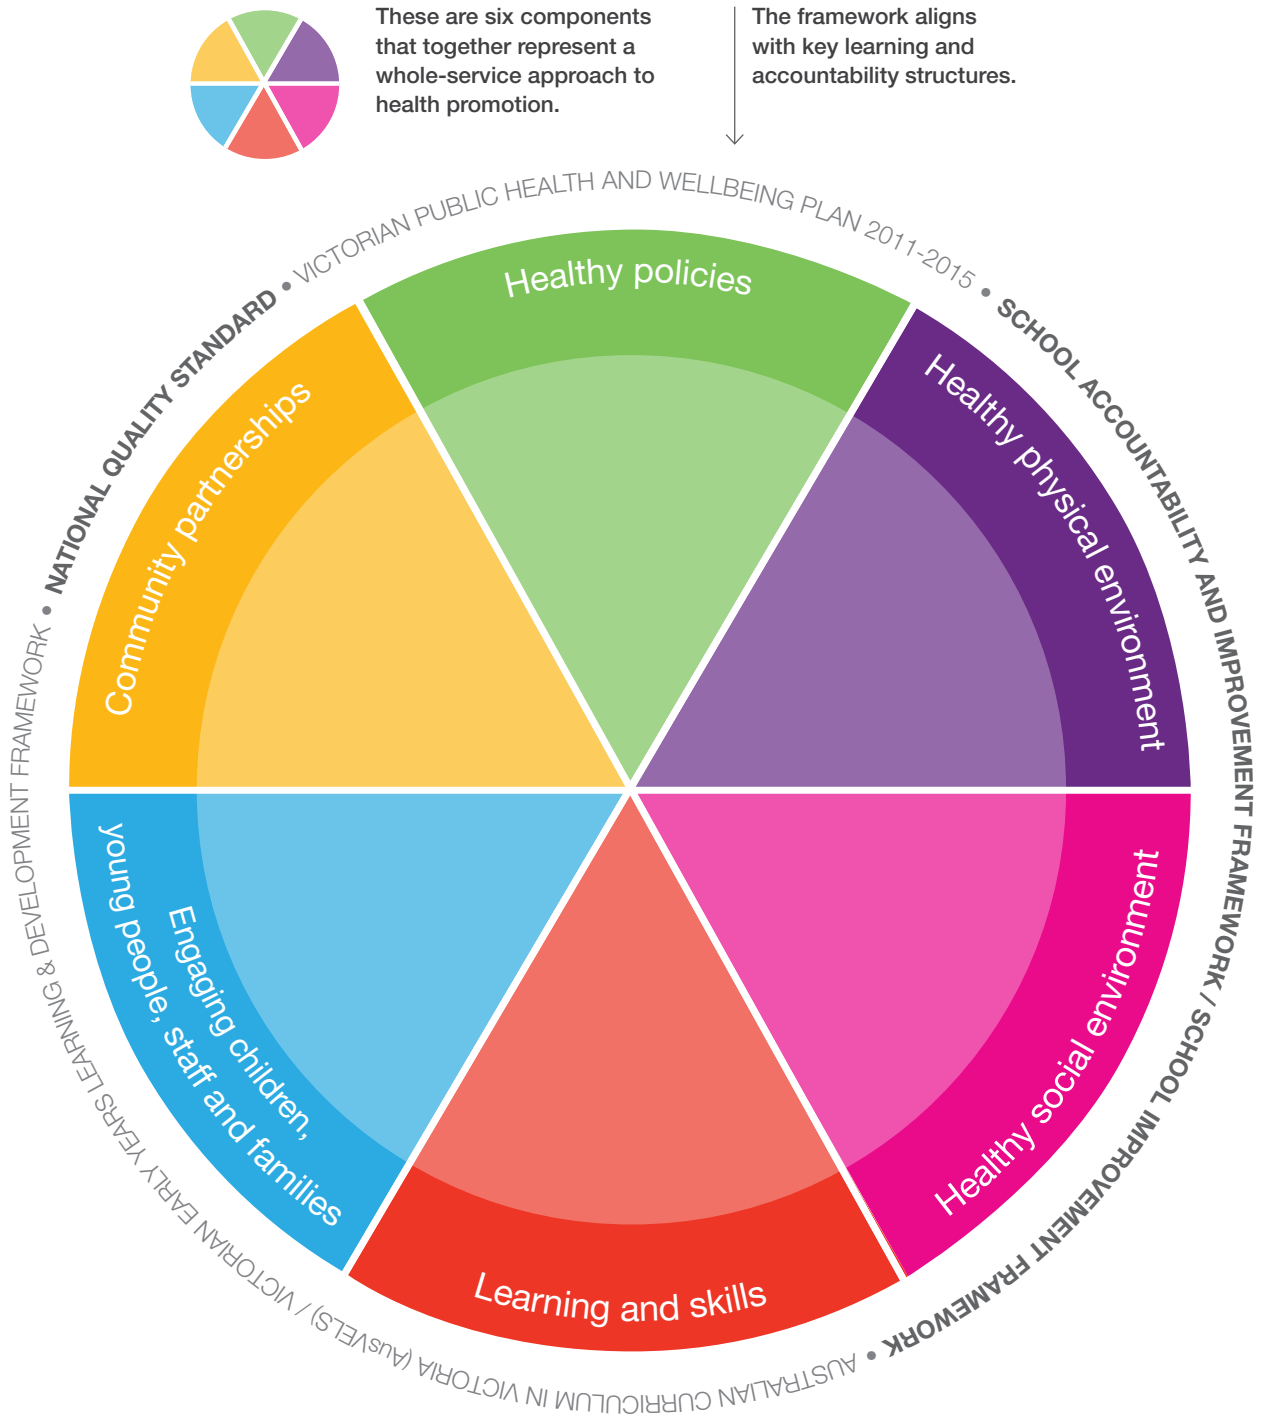 These are six components
that together represent a
whole-service approach to
health promotion.
The framework aligns
with key learning and
accountability structures.
• VICTORIAN PUBLIC HEALTH AND WELLBEING PLAN 2011-2015 • SCHOOL ACCOUNTABILITY AND IMPROVEMENT FRAMEWORK / SCHOOL IMPROVEMENT FRAMEWORK • AUSTRALIAN CURRICULUM IN VICTORIA (AusVELS) / VICTORIAN EARLY YEARS LEARNING & DEVELOPMENT FRAMEWORK • NATIONAL QUALITY STANDARD
Healthy policies
Healthy physical environment
Healthy social environment
Learning and skills
Engaging children,
young people, staff and families
Community partnerships